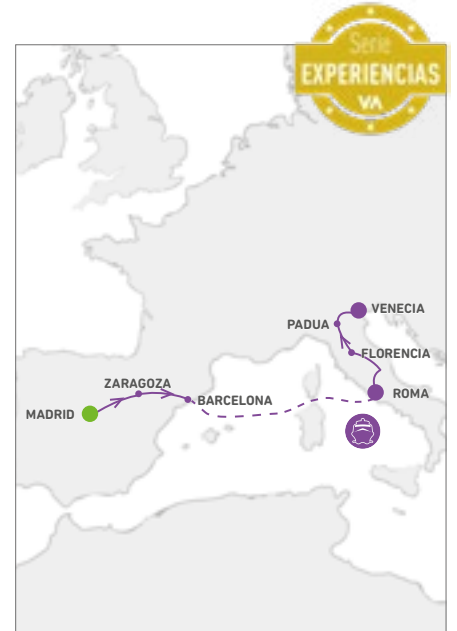 Serie
EXPERIENCIAS
VA
VENECIA
PADUA
FLORENCIA
ZARAGOZA
BARCELONA
ROMA
MADRID